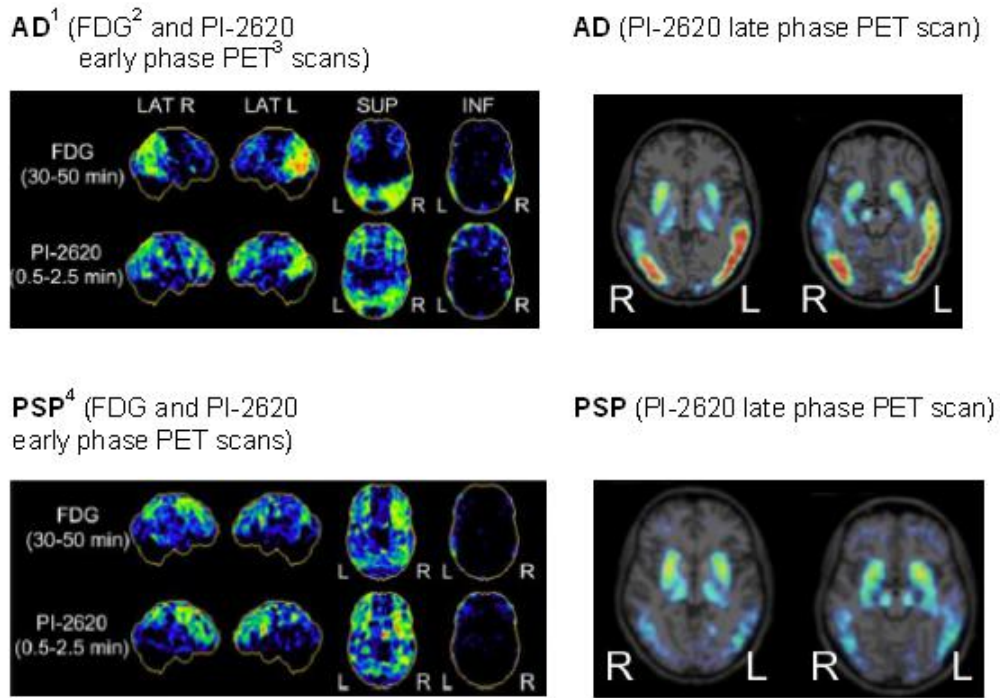 AD¹ (FDG² and PI-2620
early phase PET³ scans)
AD (PI-2620 late phase PET scan)
LAT R LAT L SUP INF
FDG
(30-50 min)
L R L R
PI-2620
(0.5-2.5 min)
L R L R
R L R L
PSP⁴ (FDG and PI-2620
early phase PET scans)
PSP (PI-2620 late phase PET scan)
FDG
(30-50 min)
L R L R
PI-2620
(0.5-2.5 min)
L R L R
R L R L